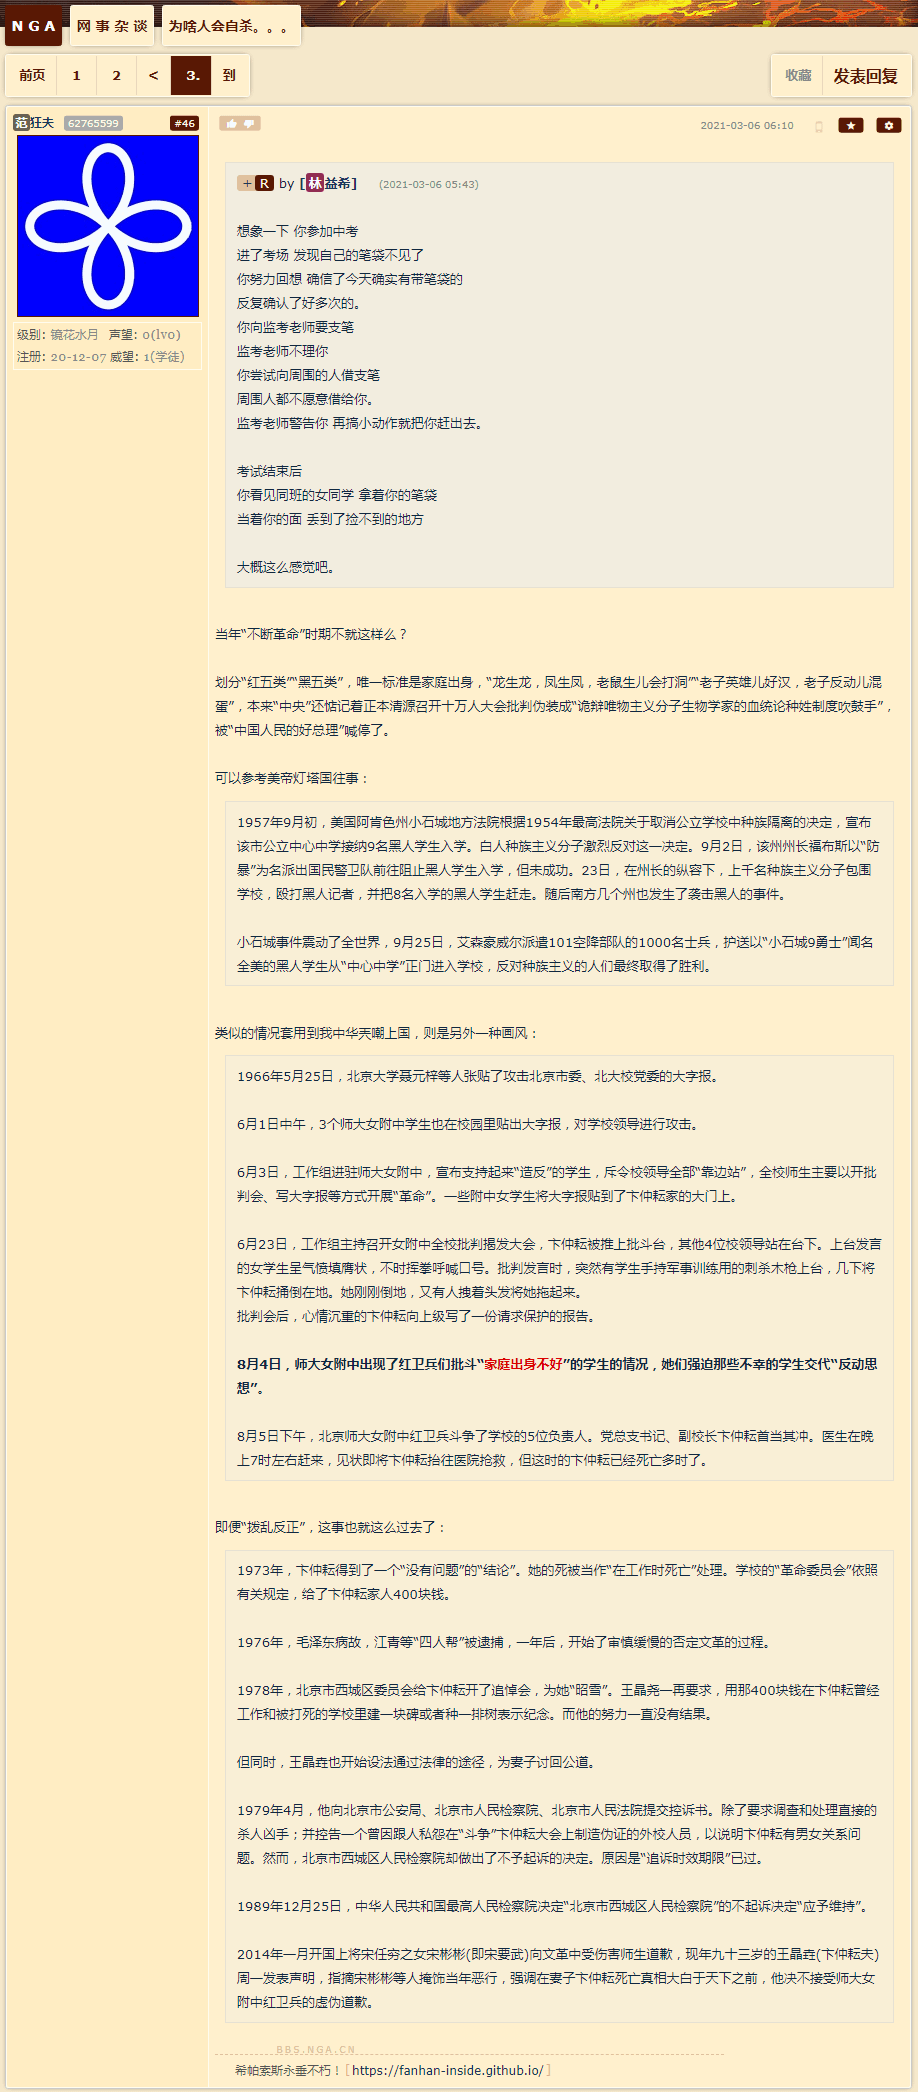 NGA 网事杂谈 为啥人会自杀。。。
前页 1 2 < 3. 到 收藏 发表回复
范狂夫 62765599 #46 2021-03-06 06:10
级别: 镜花水月 声望: 0(lv0)
注册: 20-12-07 威望: 1(学徒)
+ R by [林益希] (2021-03-06 05:43)
想象一下 你参加中考
进了考场 发现自己的笔袋不见了
你努力回想 确信了今天确实有带笔袋的
反复确认了好多次的。
你向监考老师要支笔
监考老师不理你
你尝试向周围的人借支笔
周围人都不愿意借给你。
监考老师警告你 再搞小动作就把你赶出去。
考试结束后
你看见同班的女同学 拿着你的笔袋
当着你的面 丢到了捡不到的地方
大概这么感觉吧。
当年“不断革命”时期不就这样么？
划分“红五类”“黑五类”，唯一标准是家庭出身，“龙生龙，凤生凤，老鼠生儿会打洞”“老子英雄儿好汉，老子反动儿混
蛋”，本来“中央”还惦记着正本清源召开十万人大会批判伪装成“诡辩唯物主义分子生物学家的血统论种姓制度吹鼓手”，
被“中国人民的好总理”喊停了。
可以参考美帝灯塔国往事：
1957年9月初，美国阿肯色州小石城地方法院根据1954年最高法院关于取消公立学校中种族隔离的决定，宣布
该市公立中心中学接纳9名黑人学生入学。白人种族主义分子激烈反对这一决定。9月2日，该州州长福布斯以“防
暴”为名派出国民警卫队前往阻止黑人学生入学，但未成功。23日，在州长的纵容下，上千名种族主义分子包围
学校，殴打黑人记者，并把8名入学的黑人学生赶走。随后南方几个州也发生了袭击黑人的事件。
小石城事件震动了全世界，9月25日，艾森豪威尔派遣101空降部队的1000名士兵，护送以“小石城9勇士”闻名
全美的黑人学生从“中心中学”正门进入学校，反对种族主义的人们最终取得了胜利。
类似的情况套用到我中华兲嘲上国，则是另外一种画风：
1966年5月25日，北京大学聂元梓等人张贴了攻击北京市委、北大校党委的大字报。
6月1日中午，3个师大女附中学生也在校园里贴出大字报，对学校领导进行攻击。
6月3日，工作组进驻师大女附中，宣布支持起来“造反”的学生，斥令校领导全部“靠边站”，全校师生主要以开批
判会、写大字报等方式开展“革命”。一些附中女学生将大字报贴到了卞仲耘家的大门上。
6月23日，工作组主持召开女附中全校批判揭发大会，卞仲耘被推上批斗台，其他4位校领导站在台下。上台发言
的女学生呈气愤填膺状，不时挥拳呼喊口号。批判发言时，突然有学生手持军事训练用的刺杀木枪上台，几下将
卞仲耘捅倒在地。她刚刚倒地，又有人拽着头发将她拖起来。
批判会后，心情沉重的卞仲耘向上级写了一份请求保护的报告。
8月4日，师大女附中出现了红卫兵们批斗“家庭出身不好”的学生的情况，她们强迫那些不幸的学生交代“反动思
想”。
8月5日下午，北京师大女附中红卫兵斗争了学校的5位负责人。党总支书记、副校长卞仲耘首当其冲。医生在晚
上7时左右赶来，见状即将卞仲耘抬往医院抢救，但这时的卞仲耘已经死亡多时了。
即便“拨乱反正”，这事也就这么过去了：
1973年，卞仲耘得到了一个“没有问题”的“结论”。她的死被当作“在工作时死亡”处理。学校的“革命委员会”依照
有关规定，给了卞仲耘家人400块钱。
1976年，毛泽东病故，江青等“四人帮”被逮捕，一年后，开始了审慎缓慢的否定文革的过程。
1978年，北京市西城区委员会给卞仲耘开了追悼会，为她“昭雪”。王晶尧一再要求，用那400块钱在卞仲耘曾经
工作和被打死的学校里建一块碑或者种一排树表示纪念。而他的努力一直没有结果。
但同时，王晶垚也开始设法通过法律的途径，为妻子讨回公道。
1979年4月，他向北京市公安局、北京市人民检察院、北京市人民法院提交控诉书。除了要求调查和处理直接的
杀人凶手；并控告一个曾因跟人私怨在“斗争”卞仲耘大会上制造伪证的外校人员，以说明卞仲耘有男女关系问
题。然而，北京市西城区人民检察院却做出了不予起诉的决定。原因是“追诉时效期限”已过。
1989年12月25日，中华人民共和国最高人民检察院决定“北京市西城区人民检察院”的不起诉决定“应予维持”。
2014年一月开国上将宋任穷之女宋彬彬(即宋要武)向文革中受伤害师生道歉，现年九十三岁的王晶垚(卞仲耘夫)
周一发表声明，指摘宋彬彬等人掩饰当年恶行，强调在妻子卞仲耘死亡真相大白于天下之前，他决不接受师大女
附中红卫兵的虚伪道歉。
BBS.NGA.CN
希帕索斯永垂不朽！[https://fanhan-inside.github.io/]